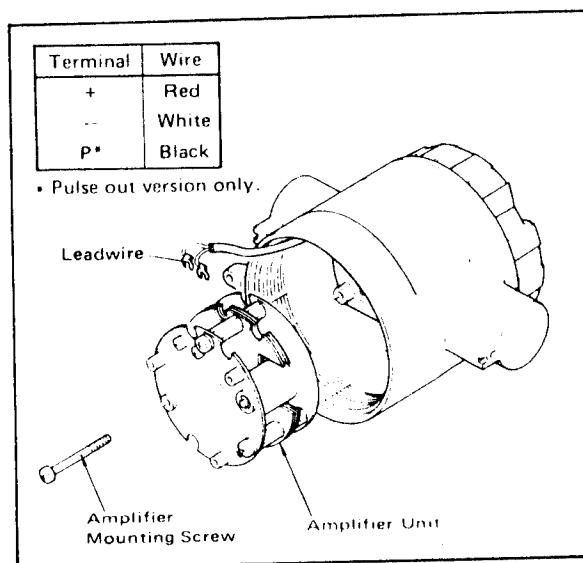 Terminal Wire
+ Red
-- White
P* Black
* Pulse out version only.
Leadwire
Amplifier
Mounting Screw
Amplifier Unit